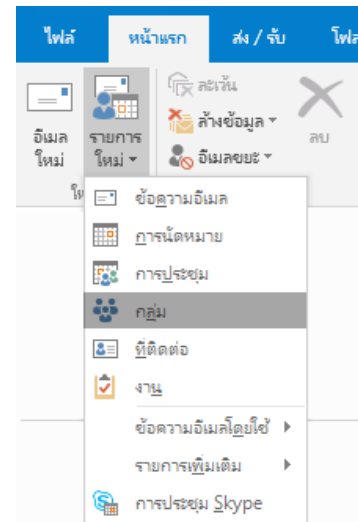 ไฟล์ หน้าแรก ส่ง / รับ
ละเว้น
ล้างข้อมูล
อีเมลขยะ
อีเมล
ใหม่
รายการ
ใหม่
ลบ
ข้อความอีเมล
การนัดหมาย
การประชุม
กลุ่ม
ที่ติดต่อ
งาน
ข้อความอีเมลโดยใช้
รายการเพิ่มเติม
การประชุม Skype